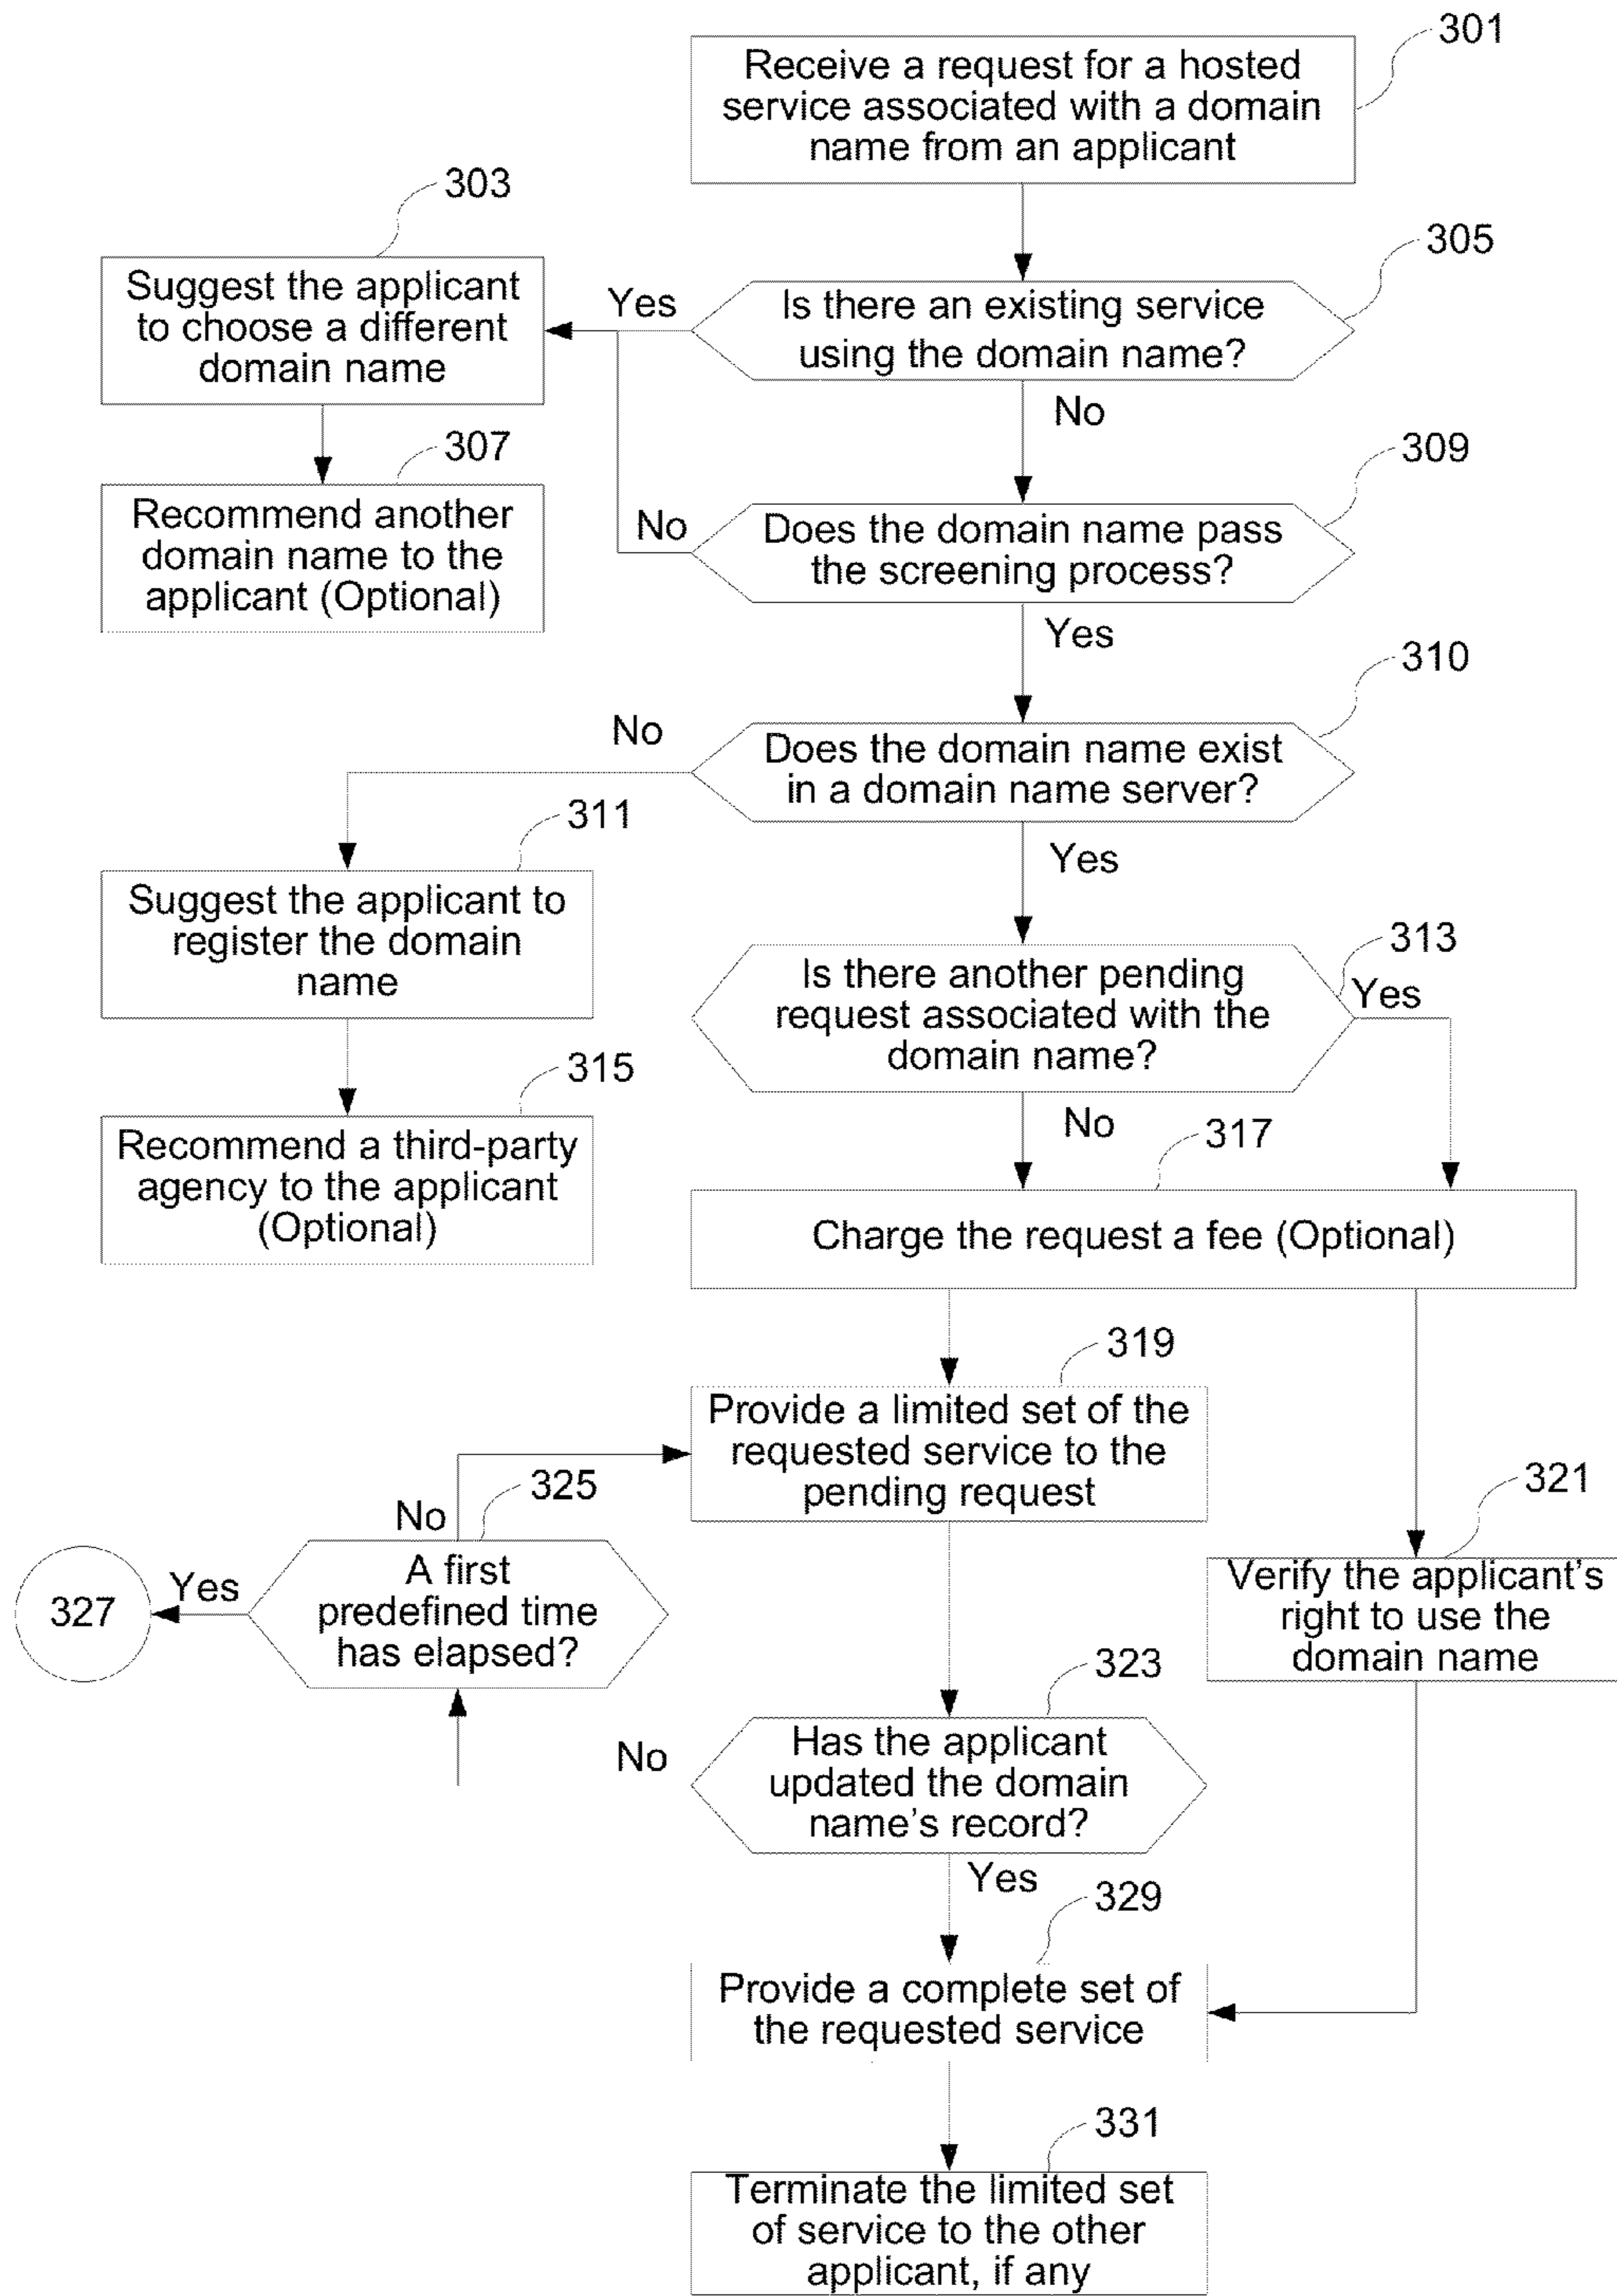 301
Receive a request for a hosted
service associated with a domain
name from an applicant
303
305
Suggest the applicant
to choose a different
domain name
Yes
Is there an existing service
using the domain name?
No
307
309
Recommend another
domain name to the
applicant (Optional)
No
Does the domain name pass
the screening process?
Yes
310
No
Does the domain name exist
in a domain name server?
311
Yes
Suggest the applicant to
register the domain
name
313
Is there another pending
request associated with the
domain name?
Yes
315
No
317
Recommend a third-party
agency to the applicant
(Optional)
Charge the request a fee (Optional)
319
Provide a limited set of the
requested service to the
pending request
325
No
321
327
Yes
A first
predefined time
has elapsed?
Verify the applicant's
right to use the
domain name
323
No
Has the applicant
updated the domain
name's record?
Yes
329
Provide a complete set of
the requested service
331
Terminate the limited set
of service to the other
applicant, if any